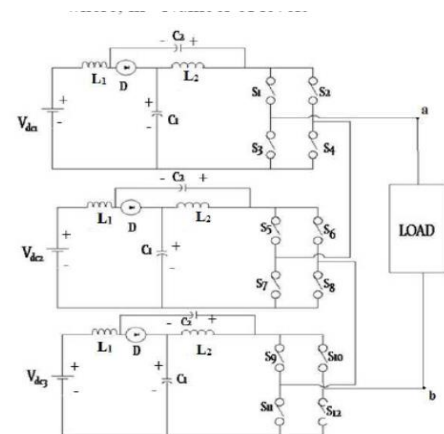 - C2 +
L1 D L2
+ -
Vdc1
+ -
C1
S1 S2
S3 S4
a
- C2 +
L1 D L2
+ -
Vdc2
+ -
C1
S5 S6
S7 S8
LOAD
- C2 +
L1 D L2
+ -
Vdc3
+ -
C1
S9 S10
S11 S12
b